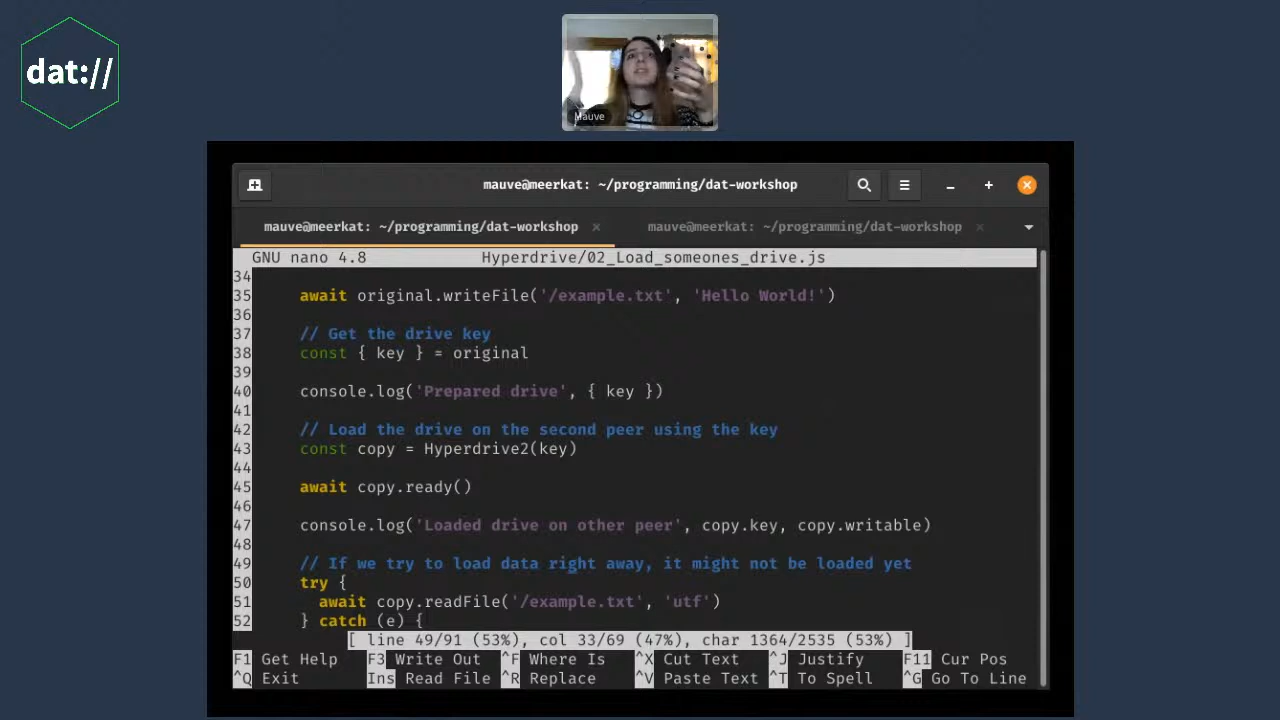 dat://
Mauve
mauve@meerkat: ~/programming/dat-workshop
mauve@meerkat: ~/programming/dat-workshop × mauve@meerkat: ~/programming/dat-workshop ×
GNU nano 4.8 Hyperdrive/02_Load_someones_drive.js
34
35 await original.writeFile('/example.txt', 'Hello World!')
36
37 // Get the drive key
38 const { key } = original
39
40 console.log('Prepared drive', { key })
41
42 // Load the drive on the second peer using the key
43 const copy = Hyperdrive2(key)
44
45 await copy.ready()
46
47 console.log('Loaded drive on other peer', copy.key, copy.writable)
48
49 // If we try to load data right away, it might not be loaded yet
50 try {
51 await copy.readFile('/example.txt', 'utf')
52 } catch (e) {
[ line 49/91 (53%), col 33/69 (47%), char 1364/2535 (53%) ]
F1 Get Help F3 Write Out ^F Where Is ^X Cut Text ^J Justify F11 Cur Pos
^Q Exit Ins Read File ^R Replace ^V Paste Text ^T To Spell ^G Go To Line